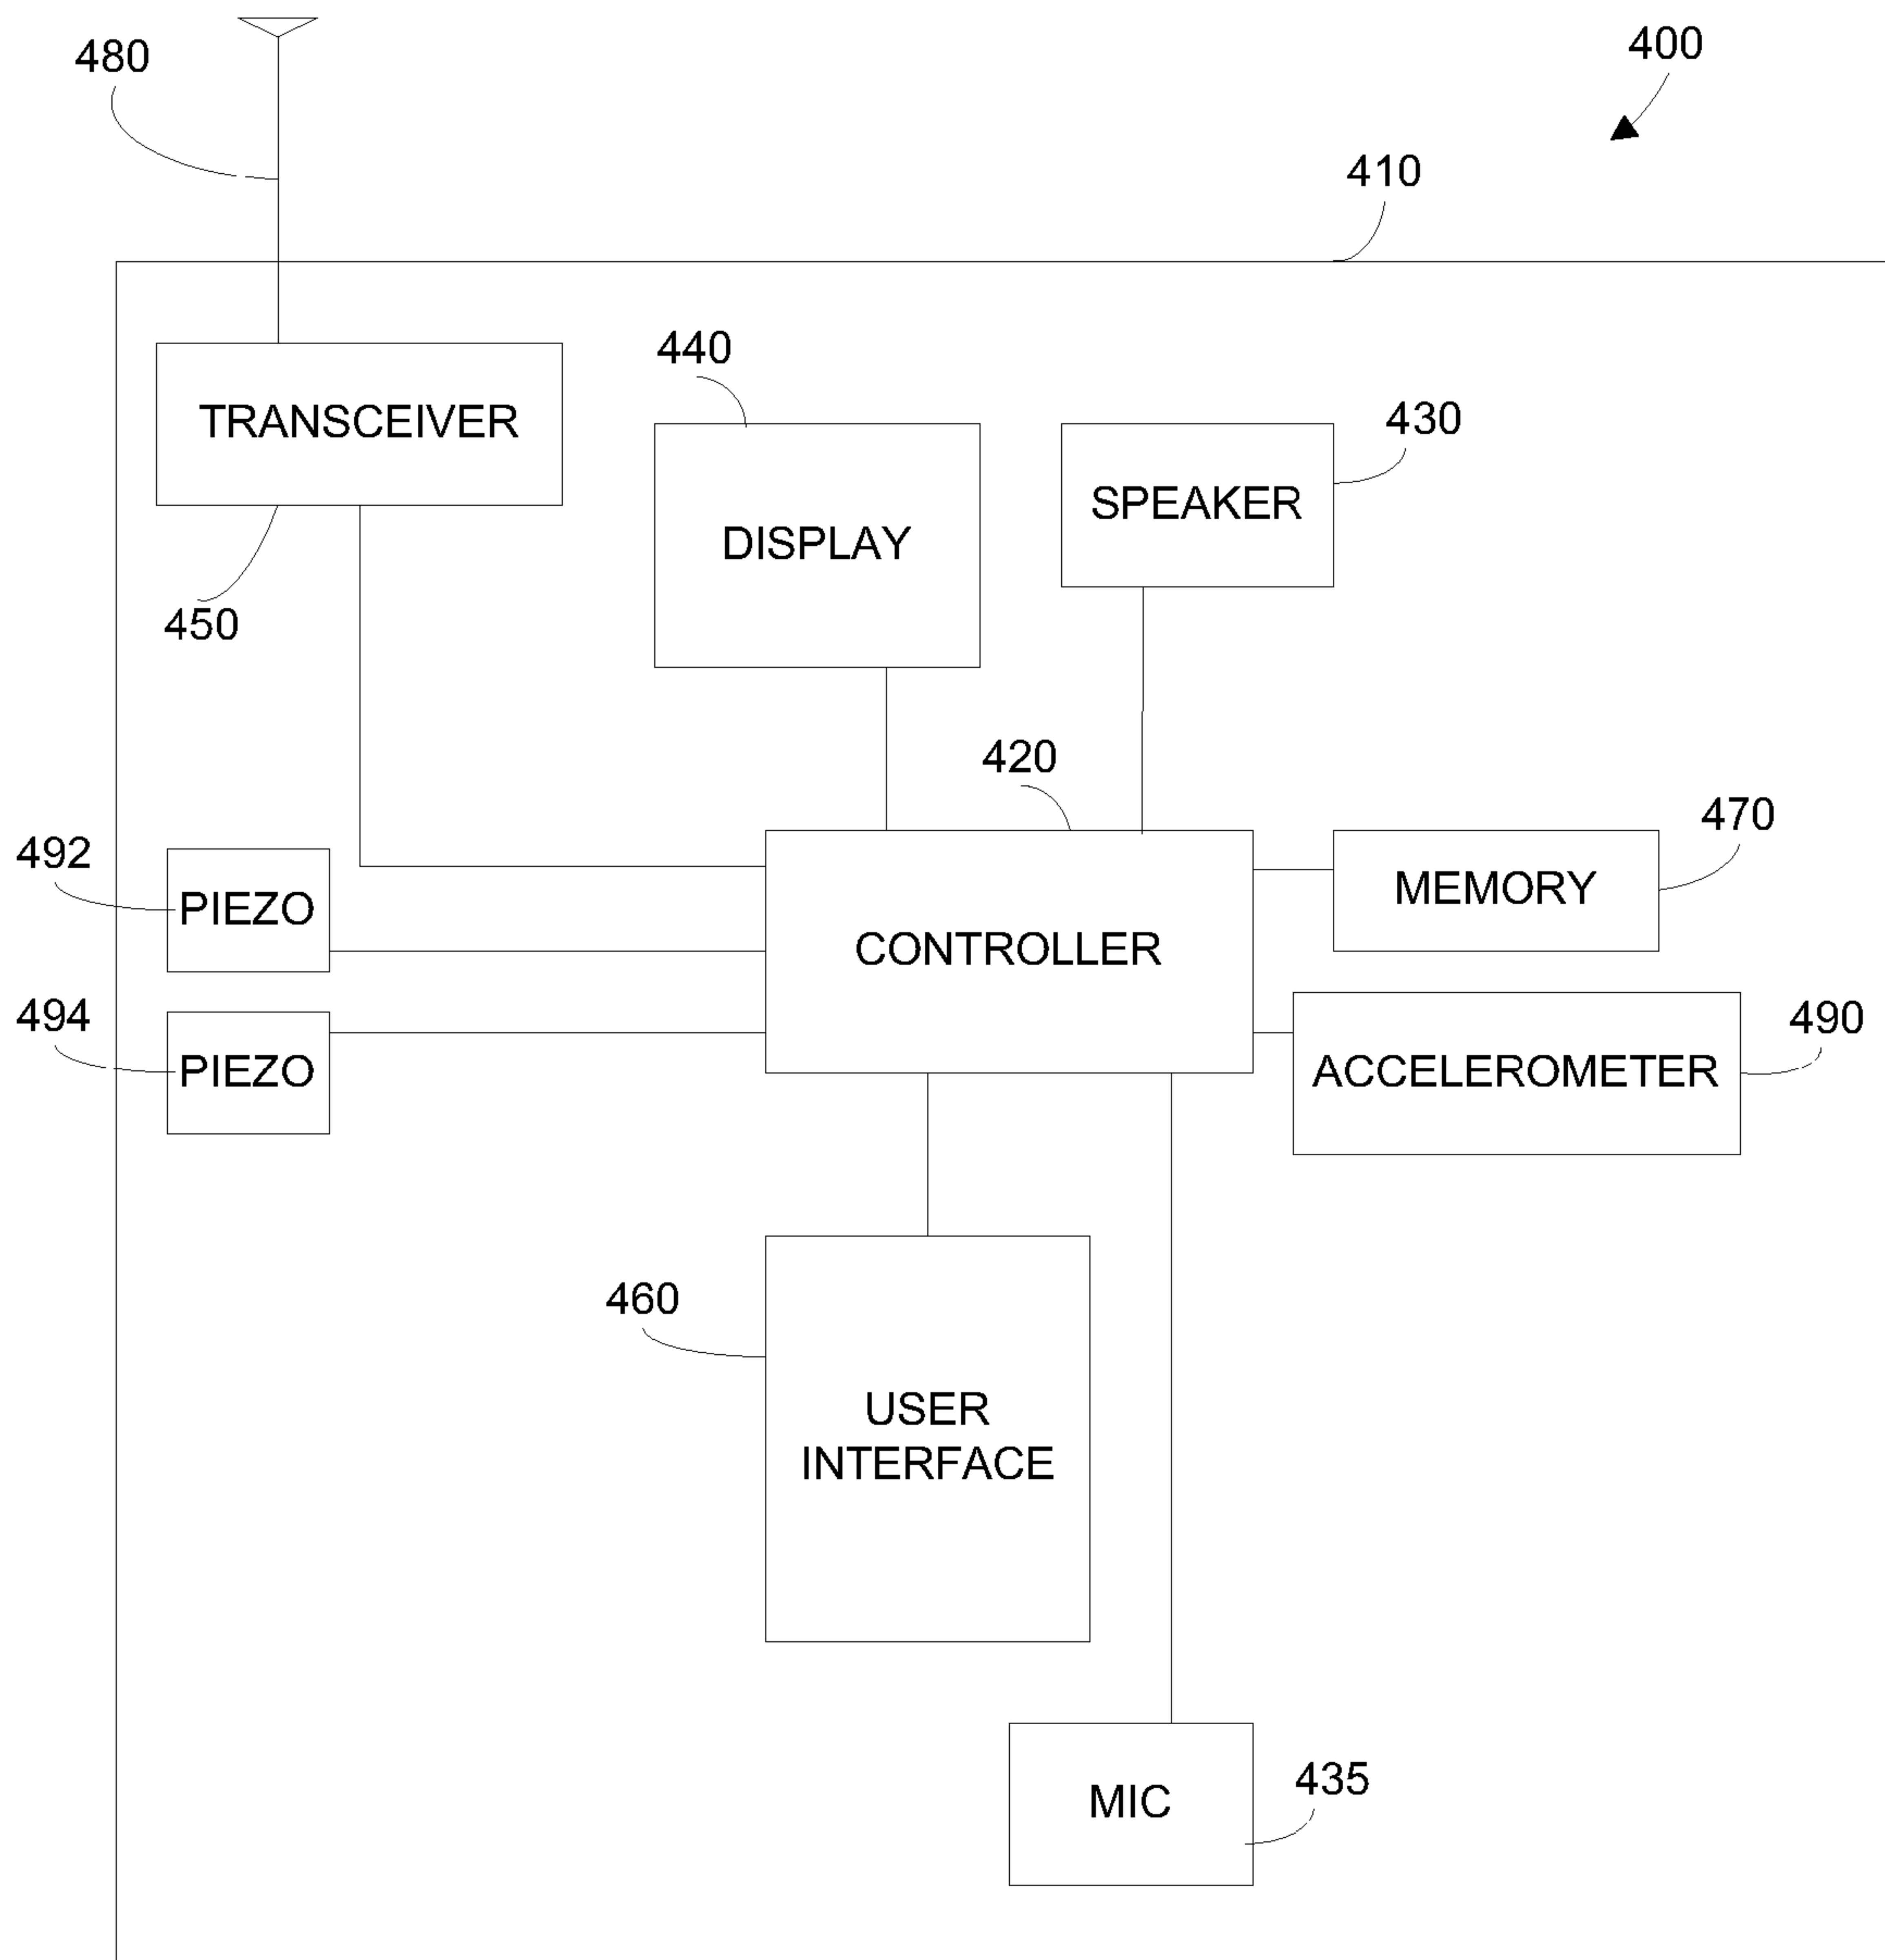 480
400
410
440
TRANSCEIVER
430
SPEAKER
DISPLAY
450
420
470
492
MEMORY
PIEZO
CONTROLLER
494
490
PIEZO
ACCELEROMETER
460
USER
INTERFACE
435
MIC